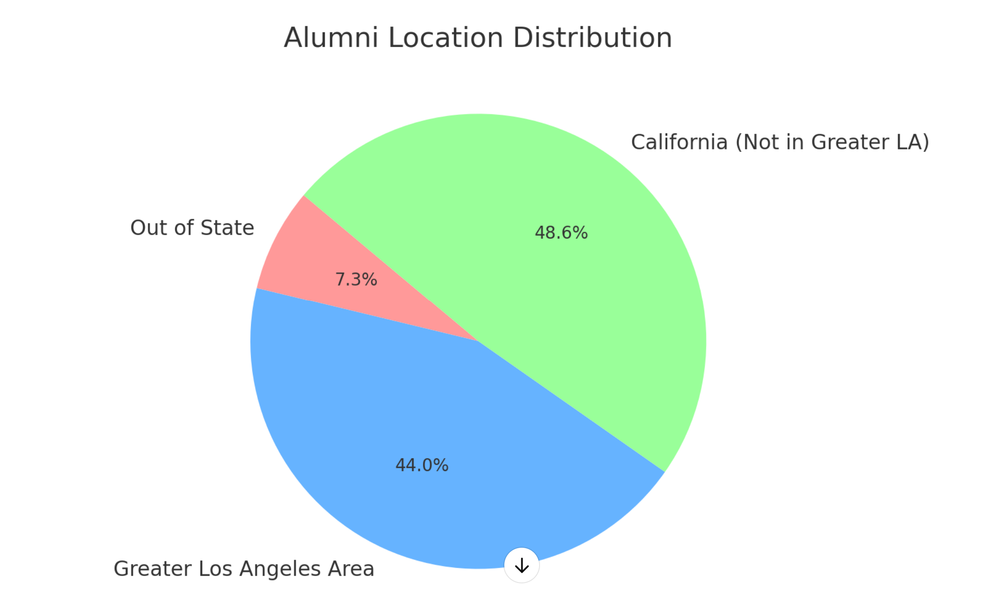 Alumni Location Distribution
California (Not in Greater LA)
Out of State
48.6%
7.3%
44.0%
Greater Los Angeles Area